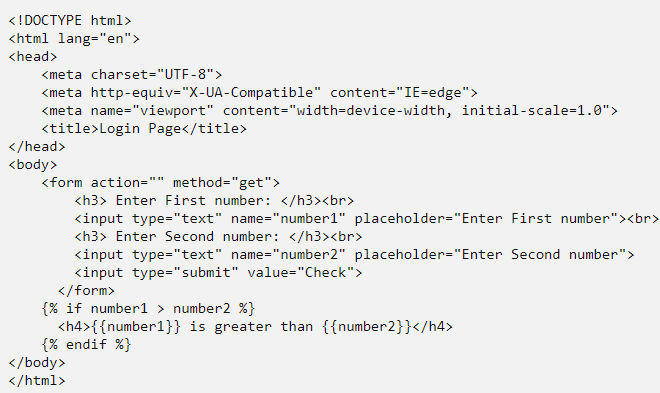 <!DOCTYPE html>
<html lang="en">
<head>
    <meta charset="UTF-8">
    <meta http-equiv="X-UA-Compatible" content="IE=edge">
    <meta name="viewport" content="width=device-width, initial-scale=1.0">
    <title>Login Page</title>
</head>
<body>
    <form action="" method="get">
        <h3> Enter First number: </h3><br>
        <input type="text" name="number1" placeholder="Enter First number"><br>
        <h3> Enter Second number: </h3><br>
        <input type="text" name="number2" placeholder="Enter Second number">
        <input type="submit" value="Check">
      </form>
    {% if number1 > number2 %}
      <h4>{{number1}} is greater than {{number2}}</h4>
    {% endif %}
</body>
</html>